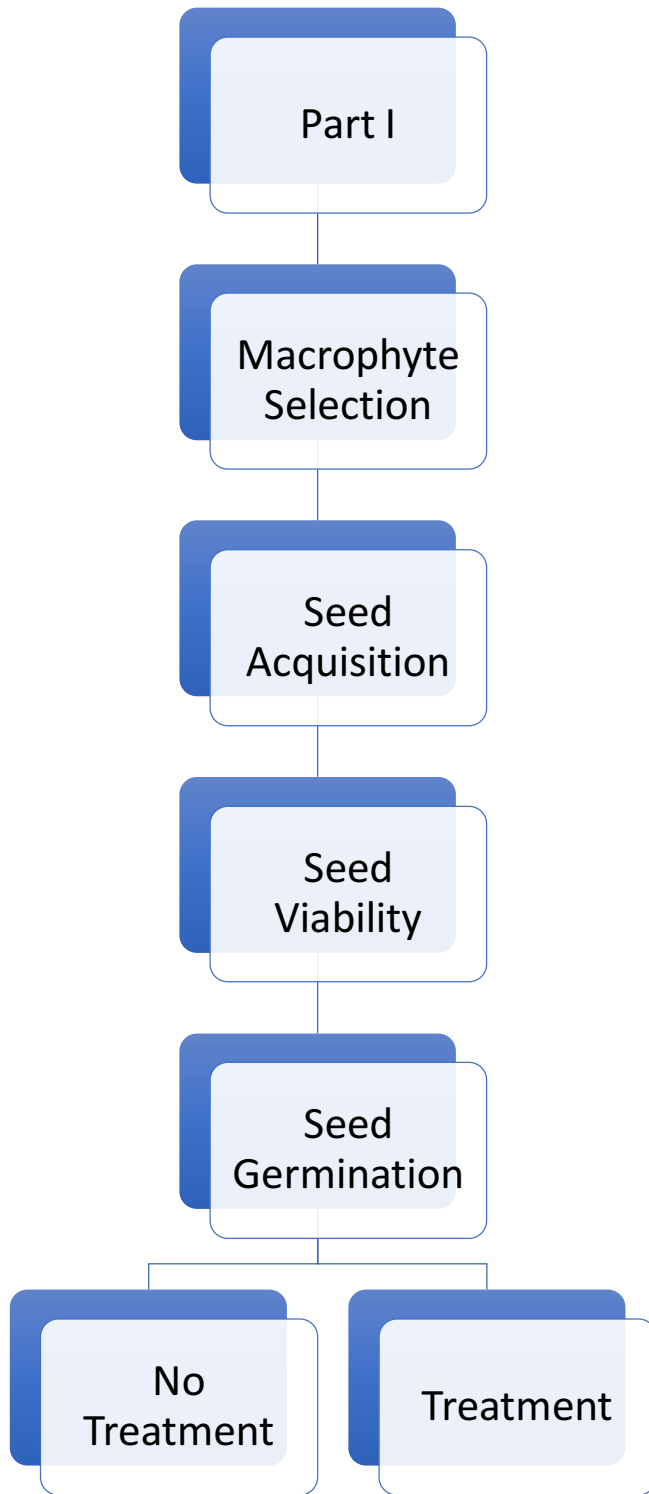 Part I
Macrophyte
Selection
Seed
Acquisition
Seed
Viability
Seed
Germination
No
Treatment
Treatment